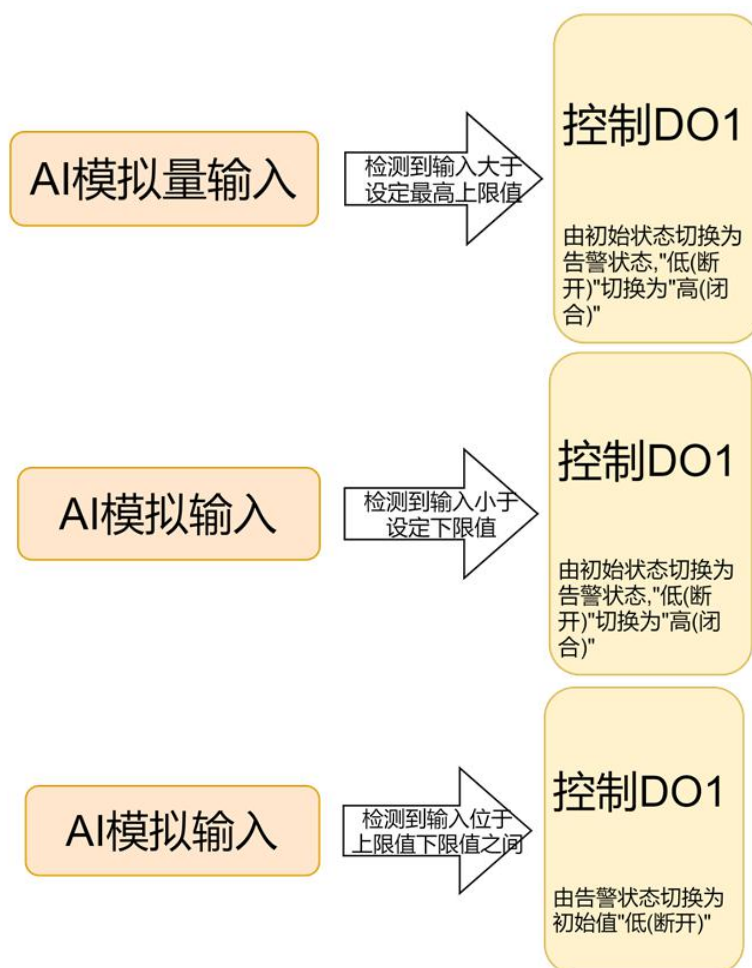 AI模拟量输入
检测到输入大于
设定最高上限值
控制DO1
由初始状态切换为
告警状态,"低(断
开)"切换为"高(闭
合)"
AI模拟输入
检测到输入小于
设定下限值
控制DO1
由初始状态切换为
告警状态,"低(断
开)"切换为"高(闭
合)"
AI模拟输入
检测到输入位于
上限值下限值之间
控制DO1
由告警状态切换为
初始值"低(断开)"